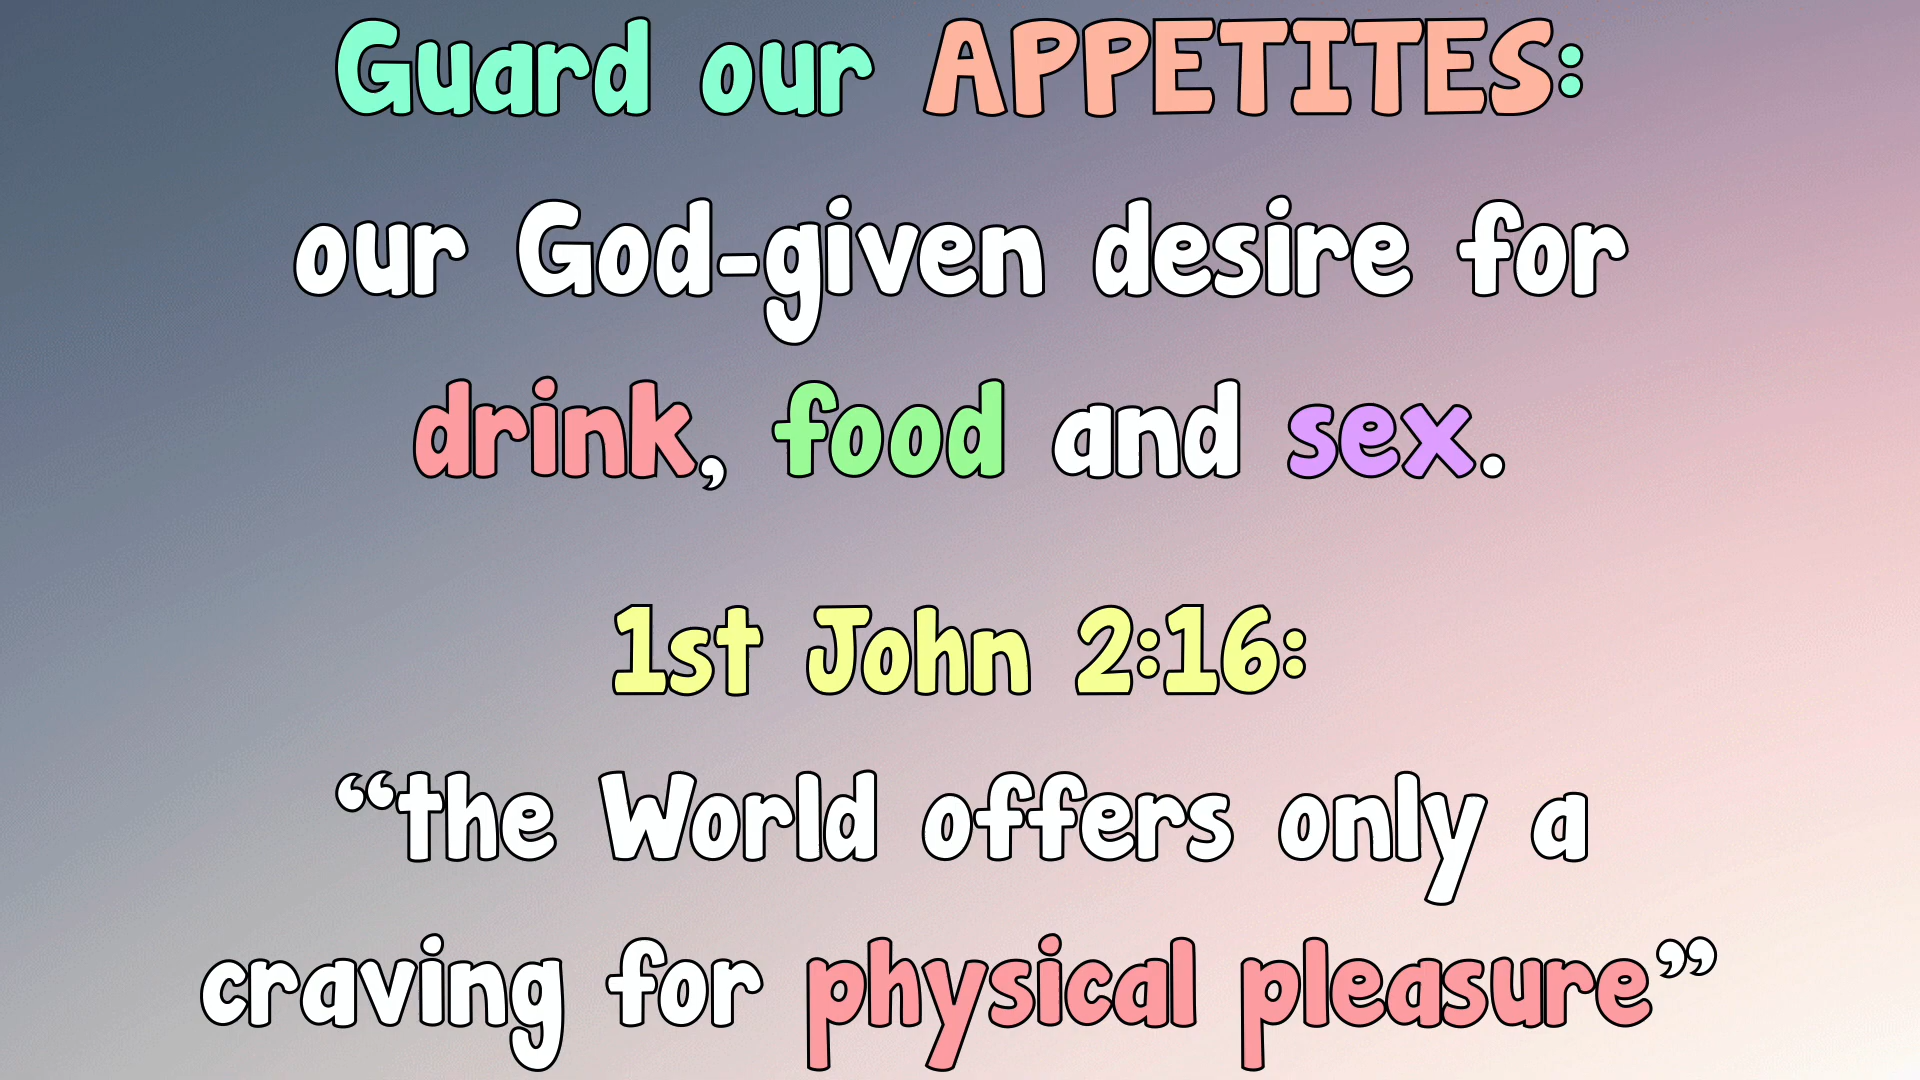 Guard our APPETITES:
our God-given desire for
drink, food and sex.
1st John 2:16:
“the World offers only a
craving for physical pleasure”